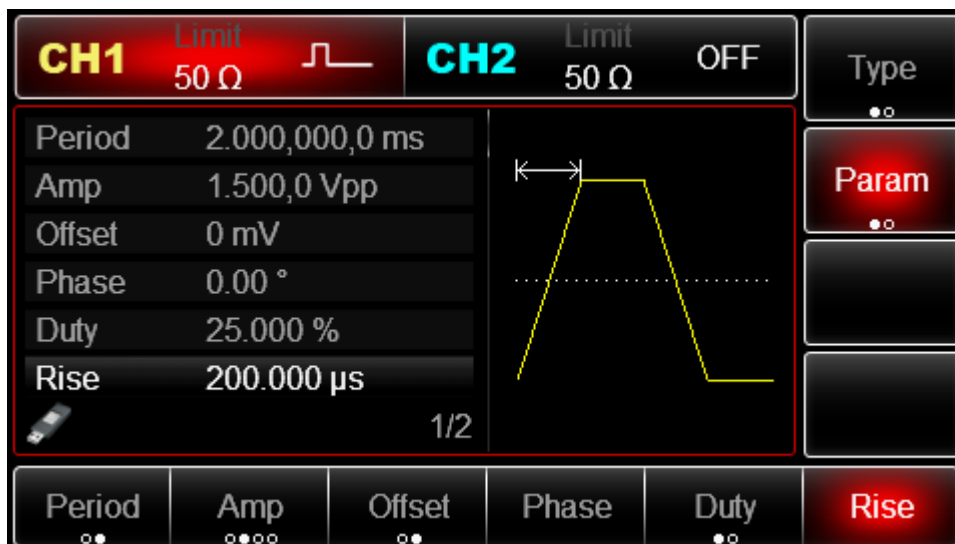 CH1 Limit 50 Ω
CH2 Limit 50 Ω OFF
Type
Period 2.000,000,0 ms
Amp 1.500,0 Vpp
Offset 0 mV
Phase 0.00 °
Duty 25.000 %
Rise 200.000 µs
1/2
Param
Period Amp Offset Phase Duty Rise